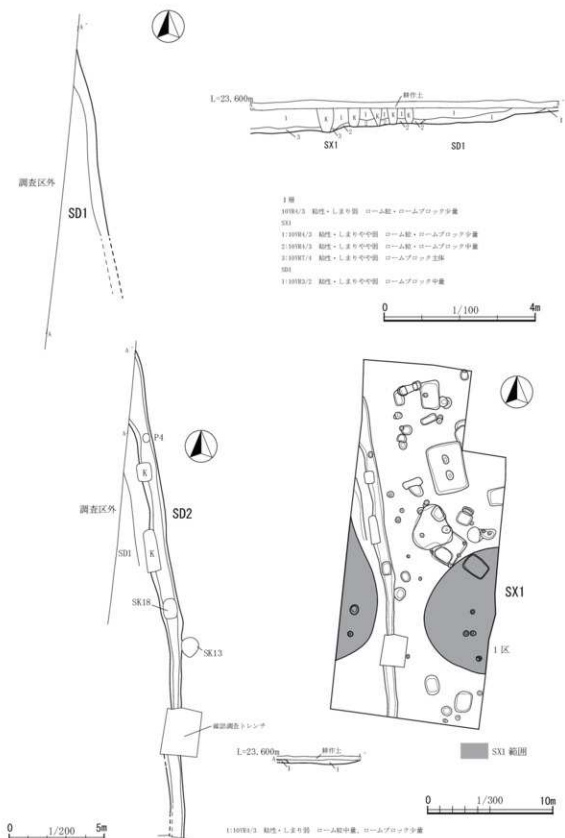 A'
調査区外
SD1
A
L=23.600m
耕作土
I
K
I
K
I
K
I
K
I
K
I
I
1
3
2
2
2
1
SX1
SD1
I層
10YR4/3 粘性・しまり弱 ローム粒・ロームブロック少量
SX1
1:10YR4/2 粘性・しまりやや弱 ローム粒・ロームブロック少量
2:10YR4/3 粘性・しまりやや弱 ローム粒・ロームブロック中量
3:10YR7/4 粘性・しまりやや弱 ロームブロック主体
SD1
1:10YR3/2 粘性・しまりやや弱 ロームブロック中量
0 1/100 4m
A'
A
P4
K
調査区外
SD2
SD1
K
SK18
SK13
確認調査トレンチ
0 1/200 5m
L=23.600m
耕作土
1:10YR4/3 粘性・しまり弱 ローム粒中量、ロームブロック少量
SX1
1区
SX1 範囲
0 1/300 10m